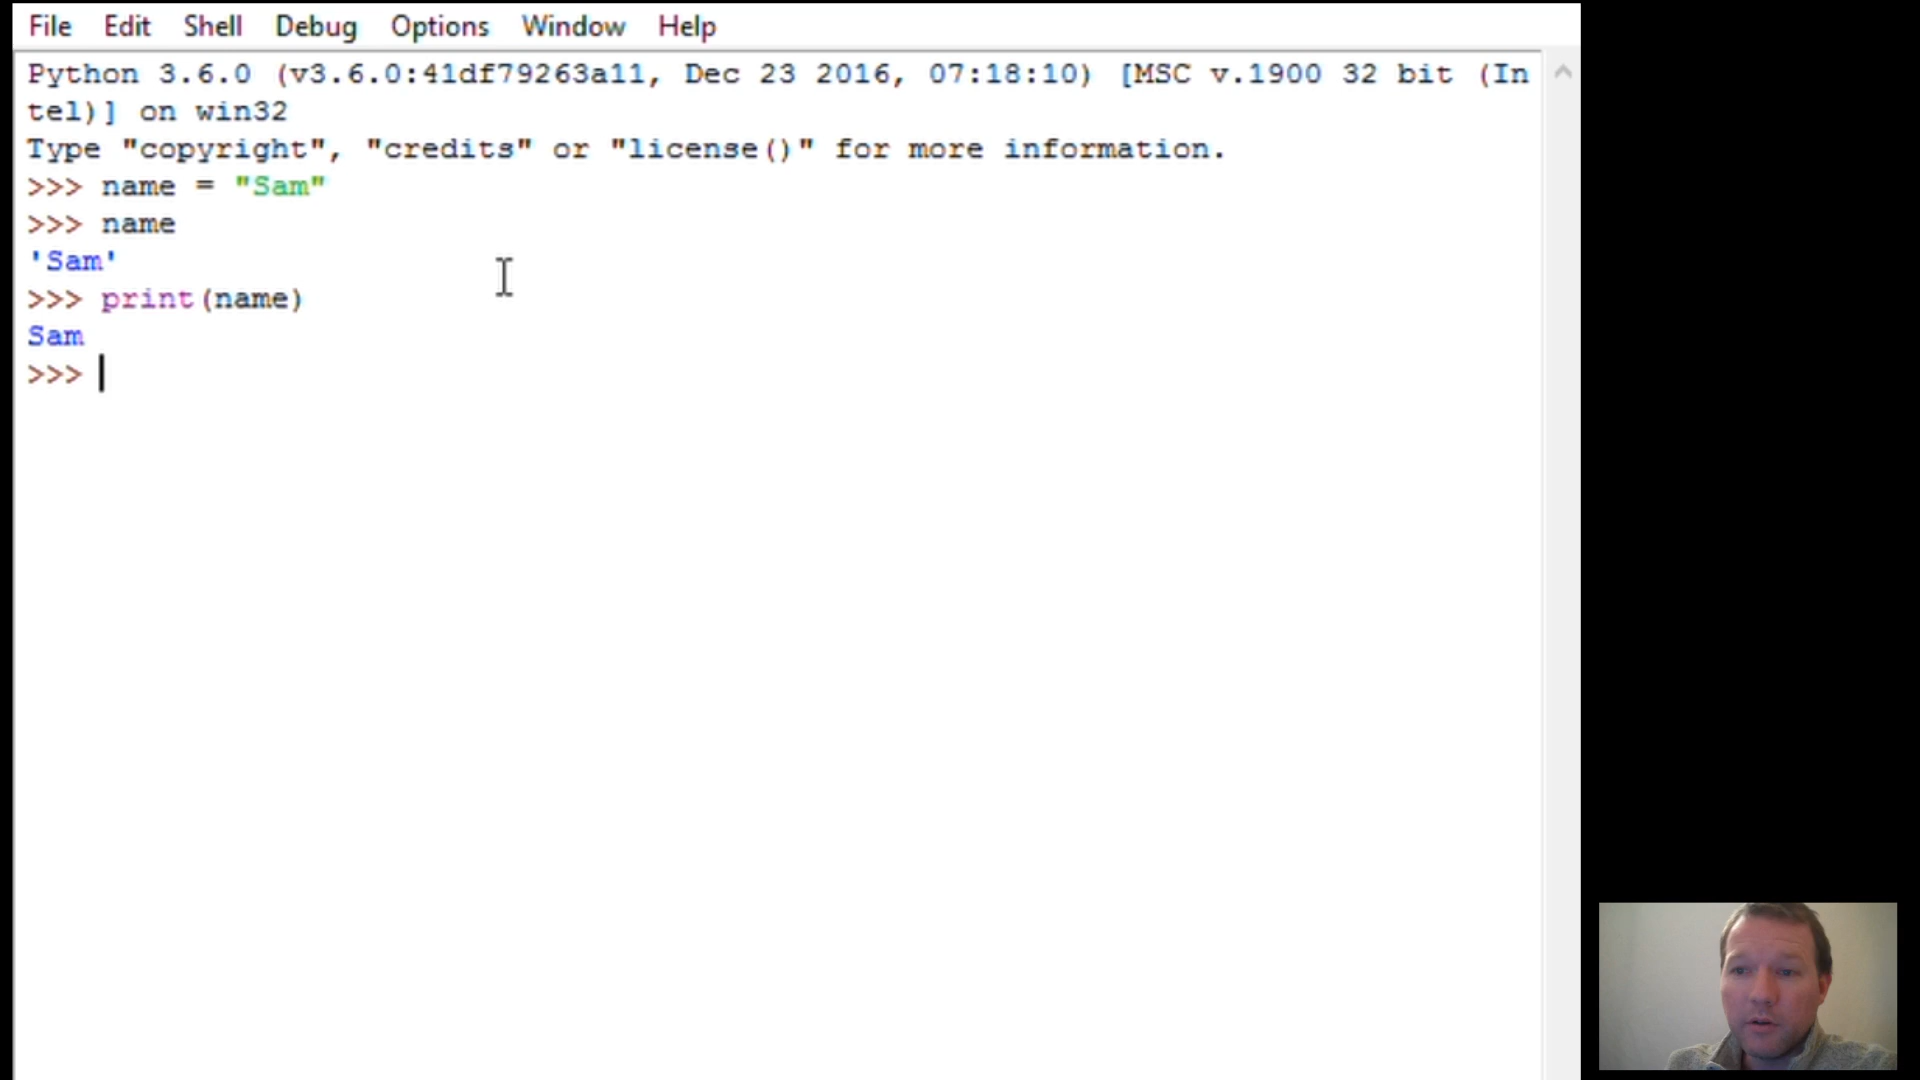 File Edit Shell Debug Options Window Help
Python 3.6.0 (v3.6.0:41df79263a11, Dec 23 2016, 07:18:10) [MSC v.1900 32 bit (In
tel)] on win32
Type "copyright", "credits" or "license()" for more information.
>>> name = "Sam"
>>> name
'Sam'
>>> print(name)
Sam
>>>